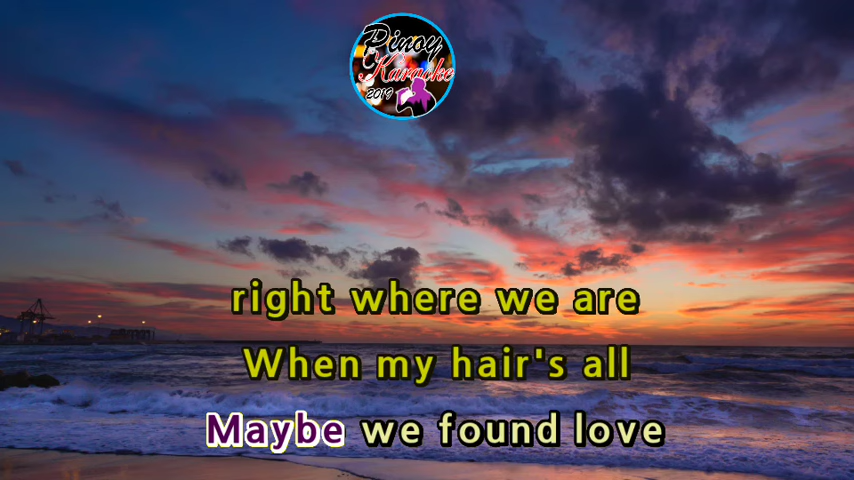 Pinoy
Karaoke
2019
right where we are
When my hair's all
Maybe we found love